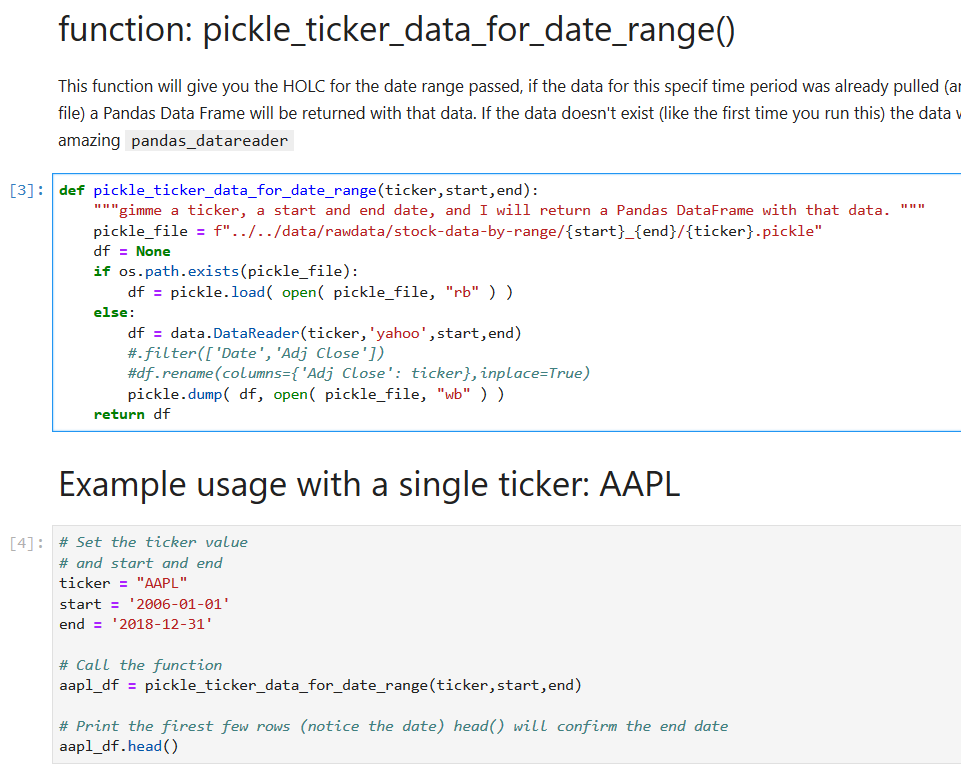 function: pickle_ticker_data_for_date_range()
This function will give you the HOLC for the date range passed, if the data for this specif time period was already pulled
file) a Pandas Data Frame will be returned with that data. If the data doesn't exist (like the first time you run this) the data
amazing pandas_datareader
[3]: def pickle_ticker_data_for_date_range(ticker,start,end):
    """gimme a ticker, a start and end date, and I will return a Pandas DataFrame with that data. """
    pickle_file = f"../../data/rawdata/stock-data-by-range/{start}_{end}/{ticker}.pickle"
    df = None
    if os.path.exists(pickle_file):
        df = pickle.load( open( pickle_file, "rb" ) )
    else:
        df = data.DataReader(ticker,'yahoo',start,end)
        #.filter(['Date','Adj Close'])
        #df.rename(columns={'Adj Close': ticker},inplace=True)
        pickle.dump( df, open( pickle_file, "wb" ) )
    return df
Example usage with a single ticker: AAPL
[4]: # Set the ticker value
# and start and end
ticker = "AAPL"
start = '2006-01-01'
end = '2018-12-31'
# Call the function
aapl_df = pickle_ticker_data_for_date_range(ticker,start,end)
# Print the firest few rows (notice the date) head() will confirm the end date
aapl_df.head()